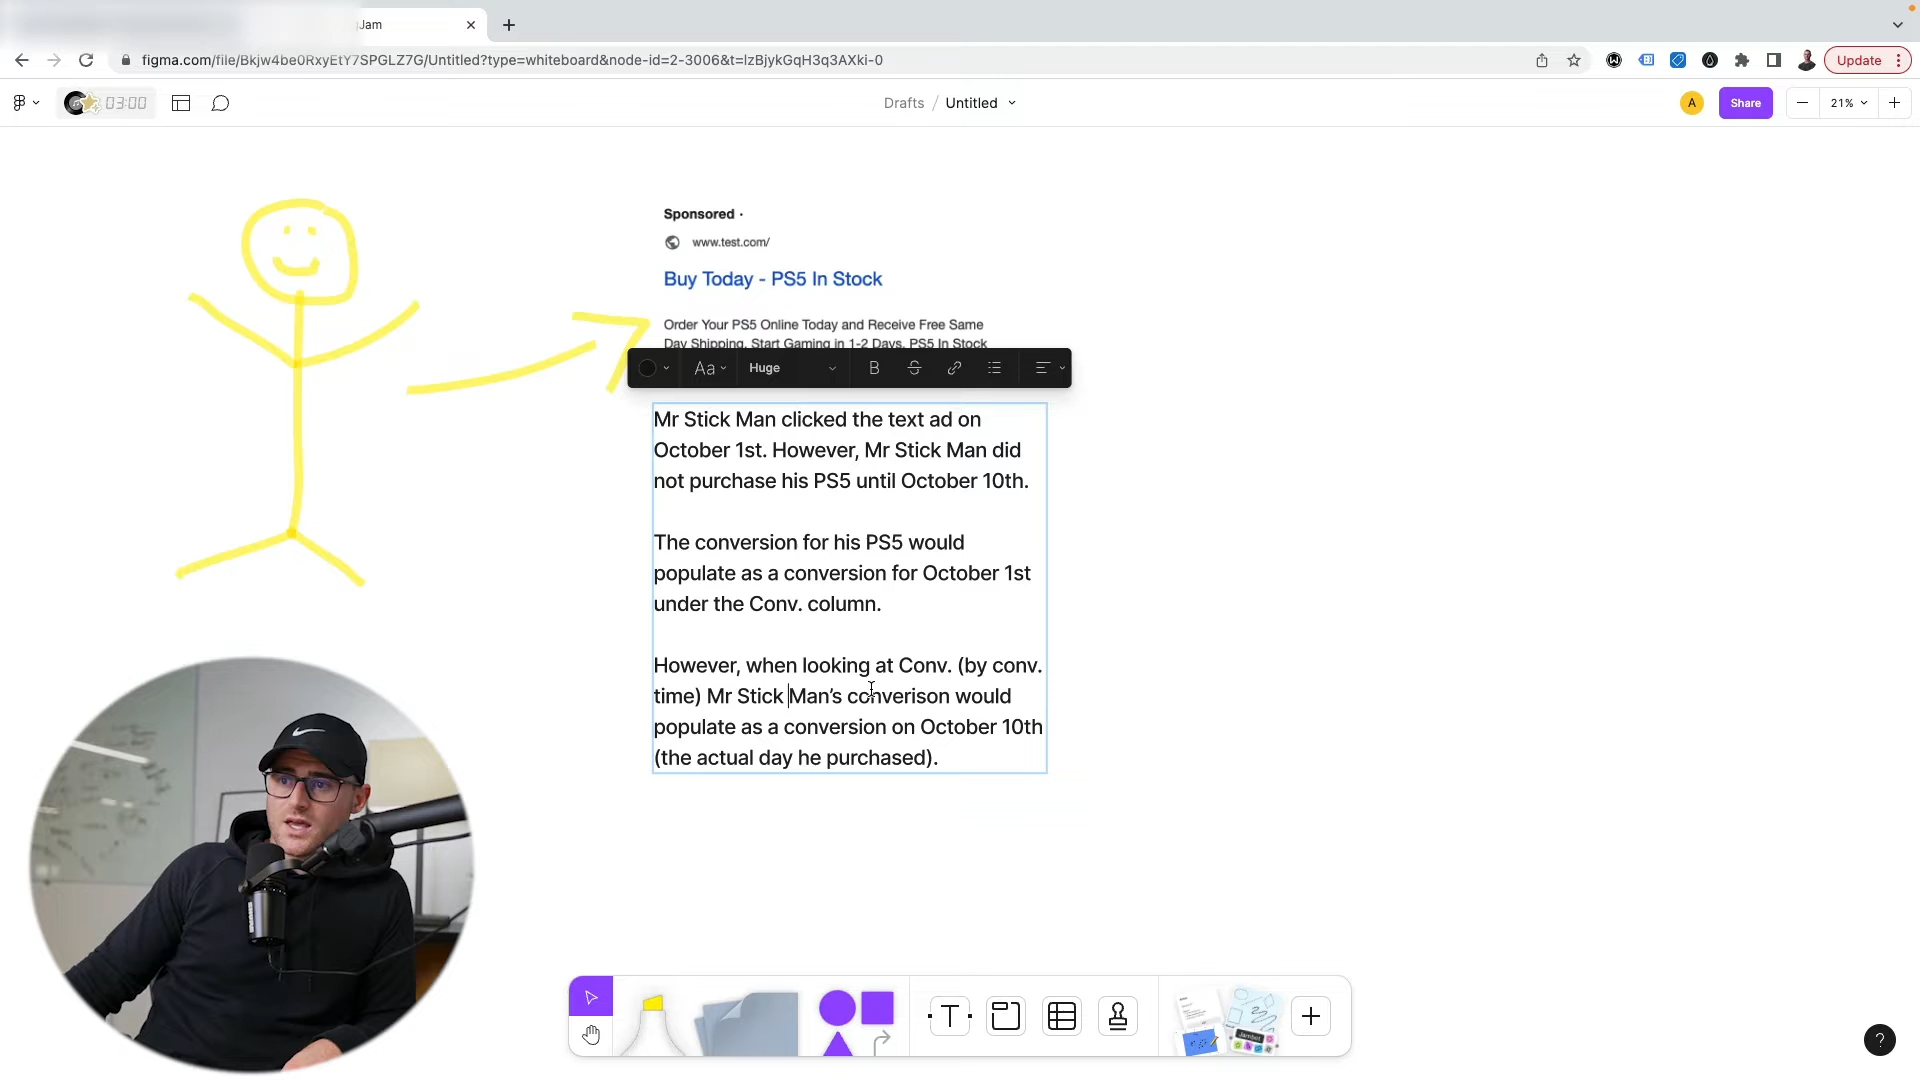 Jam
figma.com/file/Bkjw4be0RxyEtY7SPGLZ7G/Untitled?type=whiteboard&node-id=2-3006&t=lzBjykGqH3q3AXki-0
Update
03:00
Drafts / Untitled
A
Share
21%
Sponsored ·
www.test.com/
Buy Today - PS5 In Stock
Order Your PS5 Online Today and Receive Free Same
Day Shipping. Start Gaming in 1-2 Days. PS5 In Stock
Aa
Huge
B
S
Mr Stick Man clicked the text ad on
October 1st. However, Mr Stick Man did
not purchase his PS5 until October 10th.
The conversion for his PS5 would
populate as a conversion for October 1st
under the Conv. column.
However, when looking at Conv. (by conv.
time) Mr Stick Man’s converison would
populate as a conversion on October 10th
(the actual day he purchased).
T
?